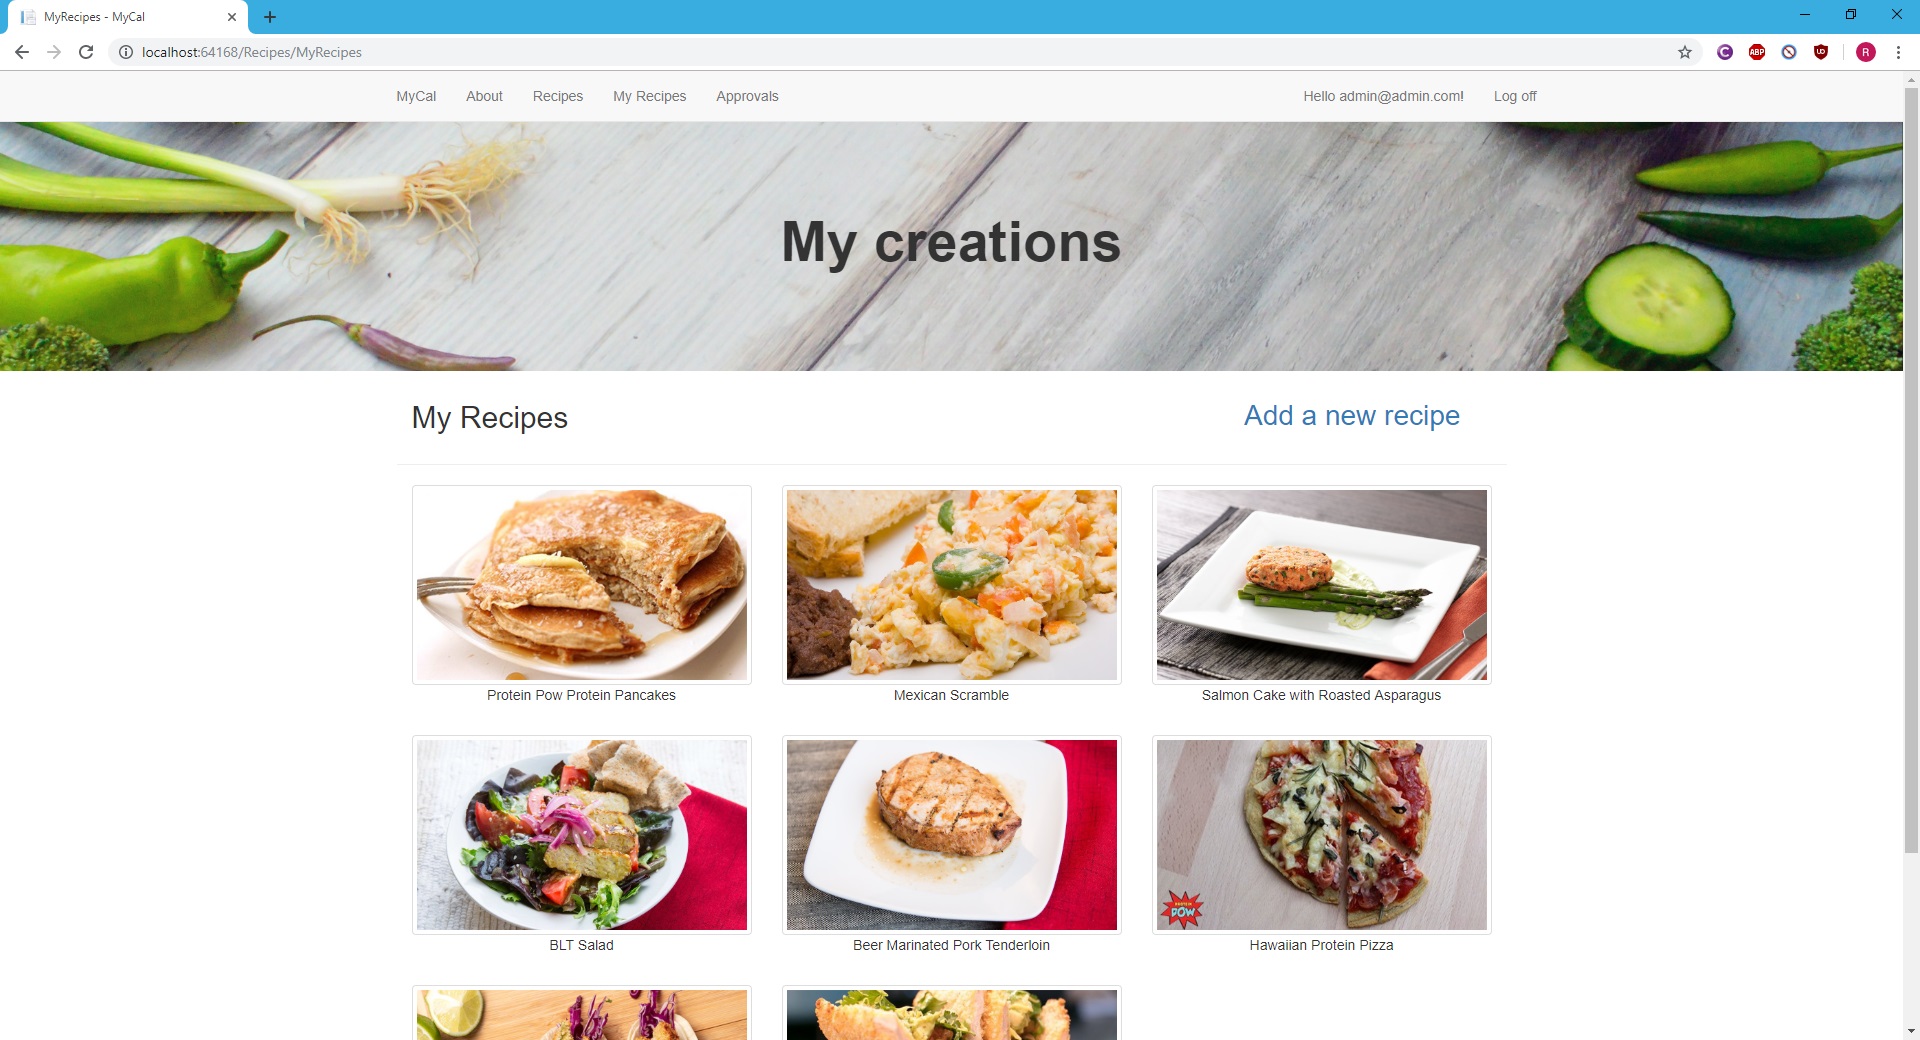 MyRecipes - MyCal
localhost:64168/Recipes/MyRecipes
ABP
R
MyCal About Recipes My Recipes Approvals Hello admin@admin.com! Log off
My creations
My Recipes Add a new recipe
Protein Pow Protein Pancakes Mexican Scramble Salmon Cake with Roasted Asparagus
POW
BLT Salad Beer Marinated Pork Tenderloin Hawaiian Protein Pizza